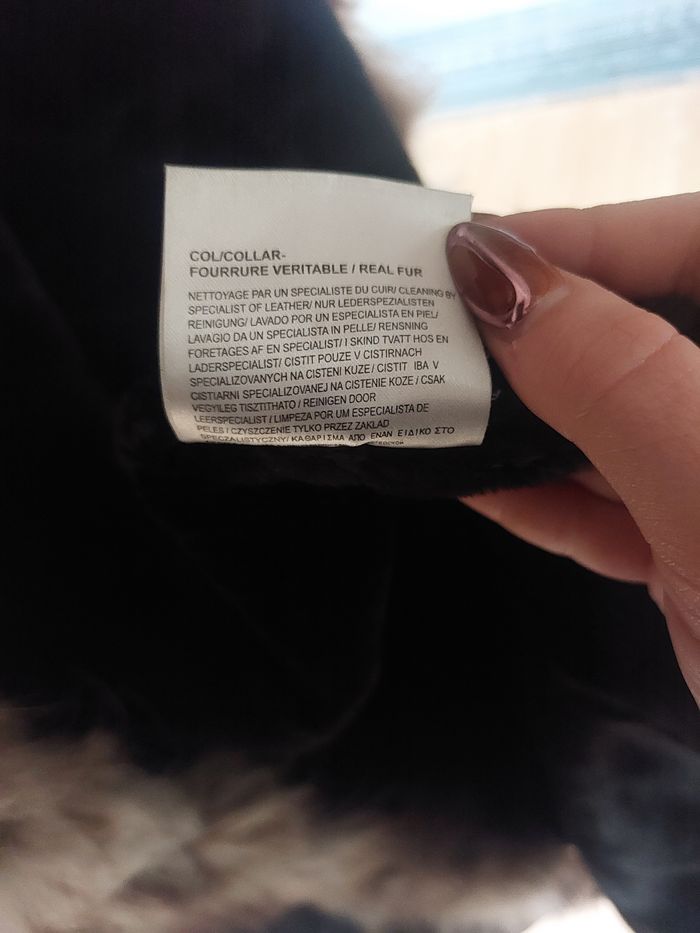 COL/COLLAR-
FOURRURE VERITABLE / REAL FUR
NETTOYAGE PAR UN SPECIALISTE DU CUIR/ CLEANING BY
SPECIALIST OF LEATHER/ NUR LEDERSPEZIALISTEN
REINIGUNG/ LAVADO POR UN ESPECIALISTA EN PIEL/
LAVAGIO DA UN SPECIALISTA IN PELLE/ RENSNING
FORETAGES AF EN SPECIALIST/ I SKIND TVATT HOS EN
LADERSPECIALIST/ CISTIT POUZE V CISTIRNACH
SPECIALIZOVANYCH NA CISTENI KUZE / CISTIT IBA V
CISTIARNI SPECIALIZOVANEJ NA CISTENIE KOZE / CSAK
VEGYILEG TISZTITHATO / REINIGEN DOOR
LEERSPECIALIST / LIMPEZA POR UM ESPECIALISTA DE
PELES / CZYSZCZENIE TYLKO PRZEZ ZAKLAD
SPECZALISTYCZNY/ ΚΑΘΑΡΙΣΜΑ ΑΠΟ ΕΝΑΝ ΕΙΔΙΚΟ ΣΤΟ